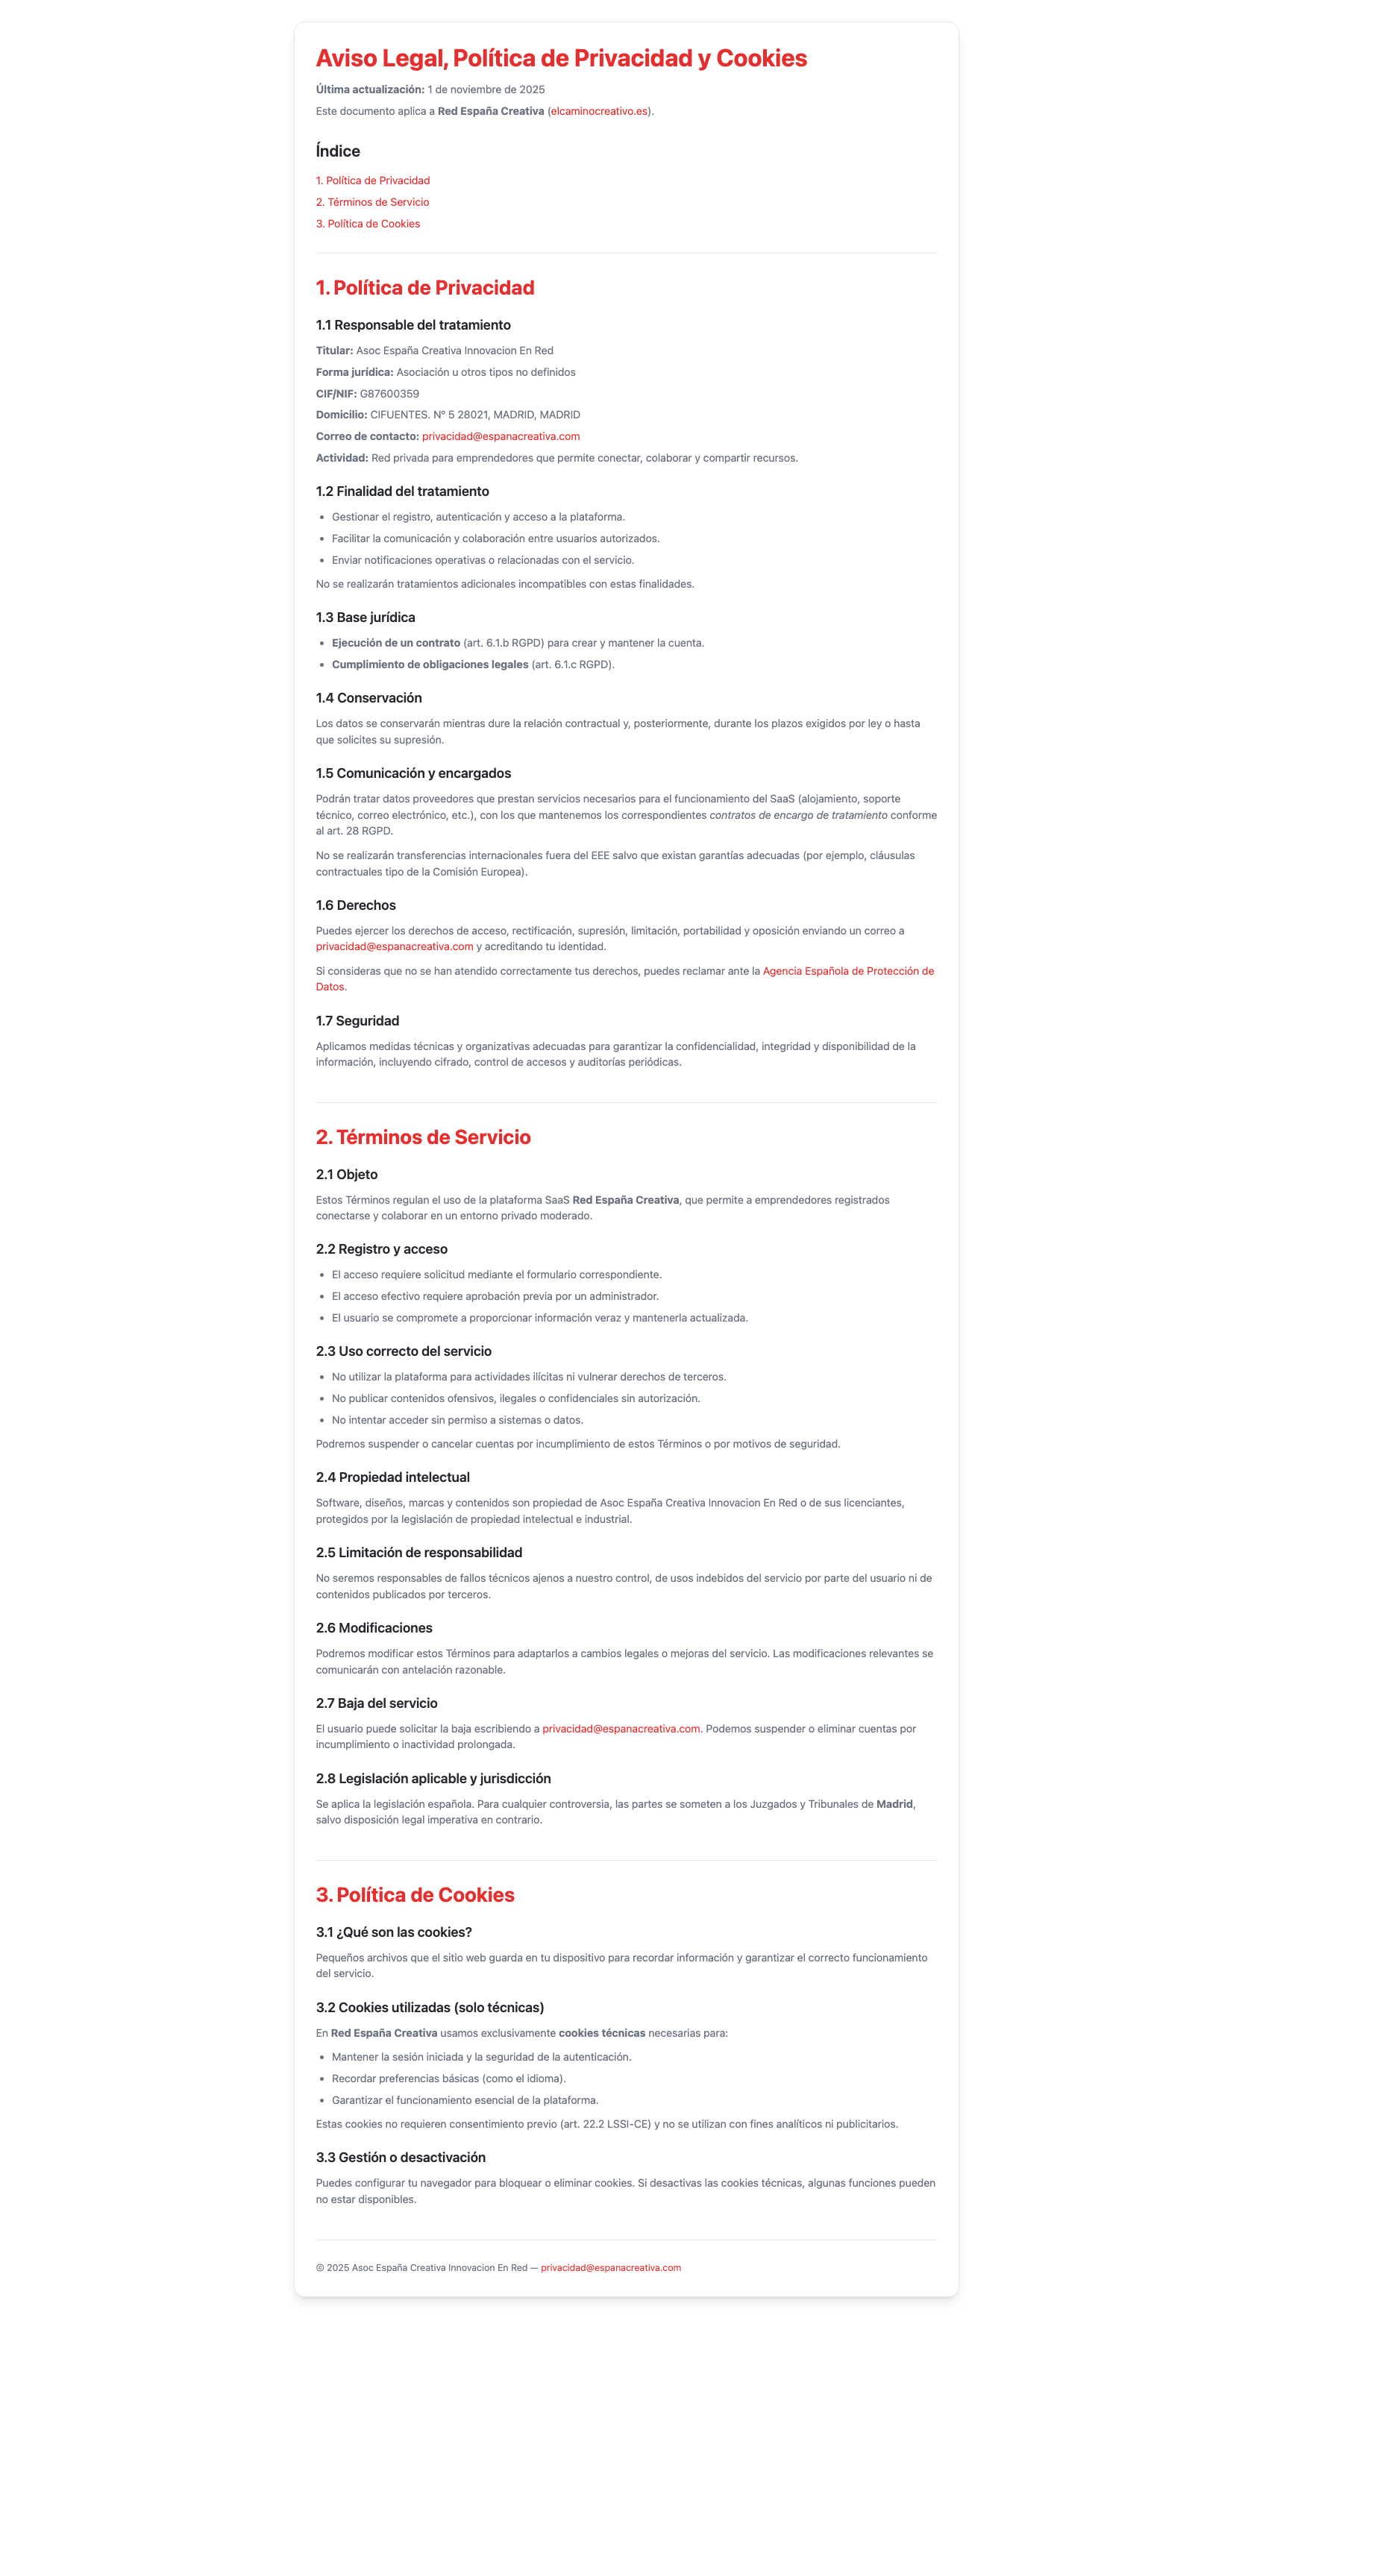 Aviso Legal, Política de Privacidad y Cookies
Última actualización: 1 de noviembre de 2025
Este documento aplica a Red España Creativa (elcaminocreativo.es).
Índice
1. Política de Privacidad
2. Términos de Servicio
3. Política de Cookies
1. Política de Privacidad
1.1 Responsable del tratamiento
Titular: Asoc España Creativa Innovacion En Red
Forma jurídica: Asociación u otros tipos no definidos
CIF/NIF: G87600359
Domicilio: CIFUENTES. Nº 5 28021, MADRID, MADRID
Correo de contacto: privacidad@espanacreativa.com
Actividad: Red privada para emprendedores que permite conectar, colaborar y compartir recursos.
1.2 Finalidad del tratamiento
• Gestionar el registro, autenticación y acceso a la plataforma.
• Facilitar la comunicación y colaboración entre usuarios autorizados.
• Enviar notificaciones operativas o relacionadas con el servicio.
No se realizarán tratamientos adicionales incompatibles con estas finalidades.
1.3 Base jurídica
• Ejecución de un contrato (art. 6.1.b RGPD) para crear y mantener la cuenta.
• Cumplimiento de obligaciones legales (art. 6.1.c RGPD).
1.4 Conservación
Los datos se conservarán mientras dure la relación contractual y, posteriormente, durante los plazos exigidos por ley o hasta
que solicites su supresión.
1.5 Comunicación y encargados
Podrán tratar datos proveedores que prestan servicios necesarios para el funcionamiento del SaaS (alojamiento, soporte
técnico, correo electrónico, etc.), con los que mantenemos los correspondientes contratos de encargo de tratamiento conforme
al art. 28 RGPD.
No se realizarán transferencias internacionales fuera del EEE salvo que existan garantías adecuadas (por ejemplo, cláusulas
contractuales tipo de la Comisión Europea).
1.6 Derechos
Puedes ejercer los derechos de acceso, rectificación, supresión, limitación, portabilidad y oposición enviando un correo a
privacidad@espanacreativa.com y acreditando tu identidad.
Si consideras que no se han atendido correctamente tus derechos, puedes reclamar ante la Agencia Española de Protección de
Datos.
1.7 Seguridad
Aplicamos medidas técnicas y organizativas adecuadas para garantizar la confidencialidad, integridad y disponibilidad de la
información, incluyendo cifrado, control de accesos y auditorías periódicas.
2. Términos de Servicio
2.1 Objeto
Estos Términos regulan el uso de la plataforma SaaS Red España Creativa, que permite a emprendedores registrados
conectarse y colaborar en un entorno privado moderado.
2.2 Registro y acceso
• El acceso requiere solicitud mediante el formulario correspondiente.
• El acceso efectivo requiere aprobación previa por un administrador.
• El usuario se compromete a proporcionar información veraz y mantenerla actualizada.
2.3 Uso correcto del servicio
• No utilizar la plataforma para actividades ilícitas ni vulnerar derechos de terceros.
• No publicar contenidos ofensivos, ilegales o confidenciales sin autorización.
• No intentar acceder sin permiso a sistemas o datos.
Podremos suspender o cancelar cuentas por incumplimiento de estos Términos o por motivos de seguridad.
2.4 Propiedad intelectual
Software, diseños, marcas y contenidos son propiedad de Asoc España Creativa Innovacion En Red o de sus licenciantes,
protegidos por la legislación de propiedad intelectual e industrial.
2.5 Limitación de responsabilidad
No seremos responsables de fallos técnicos ajenos a nuestro control, de usos indebidos del servicio por parte del usuario ni de
contenidos publicados por terceros.
2.6 Modificaciones
Podremos modificar estos Términos para adaptarlos a cambios legales o mejoras del servicio. Las modificaciones relevantes se
comunicarán con antelación razonable.
2.7 Baja del servicio
El usuario puede solicitar la baja escribiendo a privacidad@espanacreativa.com. Podemos suspender o eliminar cuentas por
incumplimiento o inactividad prolongada.
2.8 Legislación aplicable y jurisdicción
Se aplica la legislación española. Para cualquier controversia, las partes se someten a los Juzgados y Tribunales de Madrid,
salvo disposición legal imperativa en contrario.
3. Política de Cookies
3.1 ¿Qué son las cookies?
Pequeños archivos que el sitio web guarda en tu dispositivo para recordar información y garantizar el correcto funcionamiento
del servicio.
3.2 Cookies utilizadas (solo técnicas)
En Red España Creativa usamos exclusivamente cookies técnicas necesarias para:
• Mantener la sesión iniciada y la seguridad de la autenticación.
• Recordar preferencias básicas (como el idioma).
• Garantizar el funcionamiento esencial de la plataforma.
Estas cookies no requieren consentimiento previo (art. 22.2 LSSI-CE) y no se utilizan con fines analíticos ni publicitarios.
3.3 Gestión o desactivación
Puedes configurar tu navegador para bloquear o eliminar cookies. Si desactivas las cookies técnicas, algunas funciones pueden
no estar disponibles.
© 2025 Asoc España Creativa Innovacion En Red — privacidad@espanacreativa.com